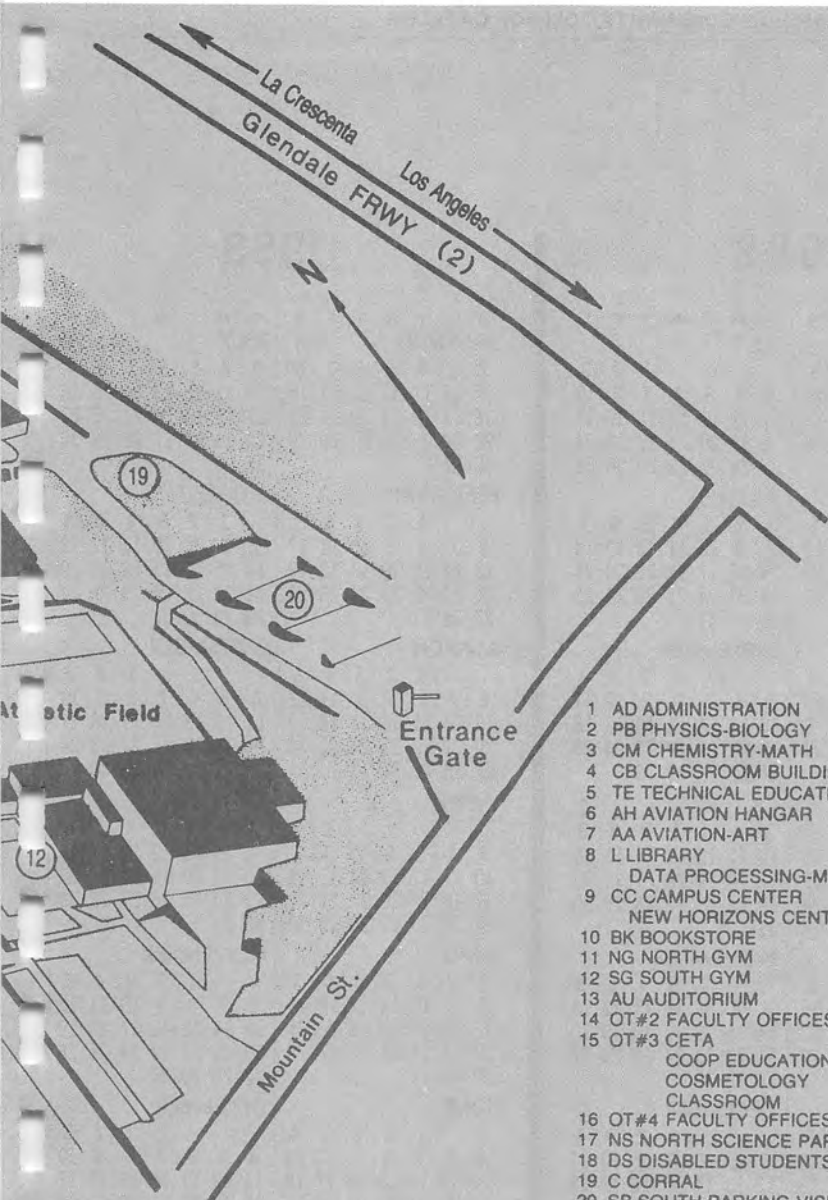 La Crescenta
Los Angeles
Glendale FRWY (2)
N
19
20
Entrance
Gate
Field
12
Mountain St.
1 AD ADMINISTRATION
2 PB PHYSICS-BIOLOGY
3 CM CHEMISTRY-MATH
4 CB CLASSROOM BUILDI
5 TE TECHNICAL EDUCAT
6 AH AVIATION HANGAR
7 AA AVIATION-ART
8 L LIBRARY
DATA PROCESSING-M
9 CC CAMPUS CENTER
NEW HORIZONS CENT
10 BK BOOKSTORE
11 NG NORTH GYM
12 SG SOUTH GYM
13 AU AUDITORIUM
14 OT#2 FACULTY OFFICES
15 OT#3 CETA
COOP EDUCATION
COSMETOLOGY
CLASSROOM
16 OT#4 FACULTY OFFICES
17 NS NORTH SCIENCE PAR
18 DS DISABLED STUDENTS
19 C CORRAL